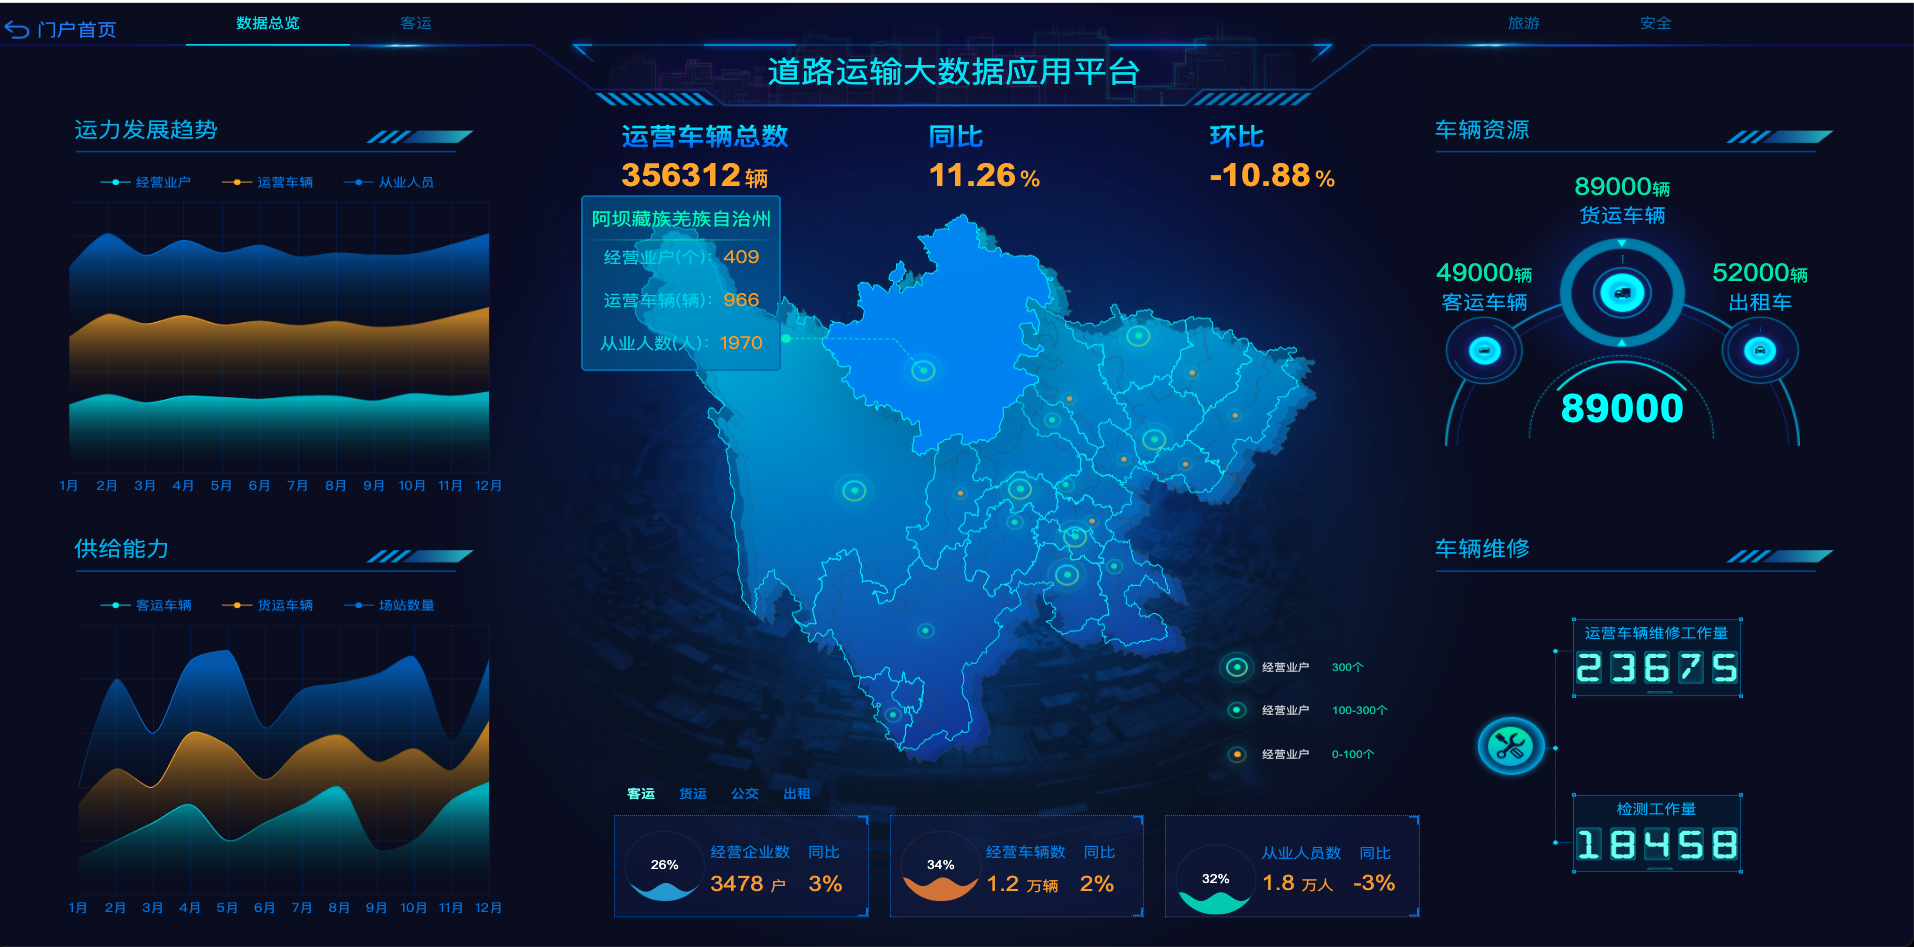 门户首页
数据总览
客运
旅游
安全
道路运输大数据应用平台
运力发展趋势
经营业户 运营车辆 从业人员
1月 2月 3月 4月 5月 6月 7月 8月 9月 10月 11月 12月
供给能力
客运车辆 货运车辆 场站数量
1月 2月 3月 4月 5月 6月 7月 8月 9月 10月 11月 12月
运营车辆总数 同比 环比
356312辆 11.26% -10.88%
阿坝藏族羌族自治州
经营业户(个): 409
运营车辆(辆): 966
从业人数(人): 1970
经营业户 300个
经营业户 100-300个
经营业户 0-100个
客运 货运 公交 出租
26%
经营企业数 同比
3478 户 3%
34%
经营车辆数 同比
1.2 万辆 2%
32%
从业人员数 同比
1.8 万人 -3%
车辆资源
89000辆
货运车辆
49000辆
客运车辆
52000辆
出租车
89000
车辆维修
运营车辆维修工作量
23675
检测工作量
18458